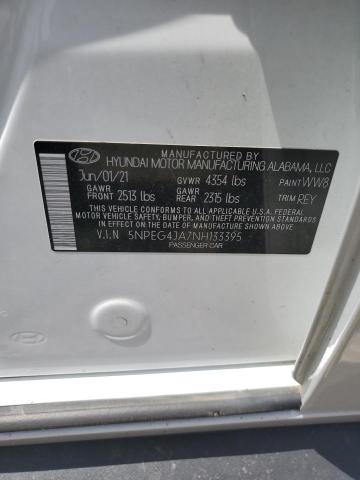 MANUFACTURED BY
HYUNDAI MOTOR MANUFACTURING ALABAMA, LLC
Jun/01/21 GVWR 4354 lbs PAINT WW8
GAWR FRONT 2513 lbs GAWR REAR 2315 lbs TRIM REY
THIS VEHICLE CONFORMS TO ALL APPLICABLE U.S.A. FEDERAL
MOTOR VEHICLE SAFETY, BUMPER, AND THEFT PREVENTION STANDARDS
IN EFFECT ON THE DATE OF MANUFACTURE SHOWN ABOVE.
V.I.N 5NPEG4JA7NH133395
PASSENGER CAR